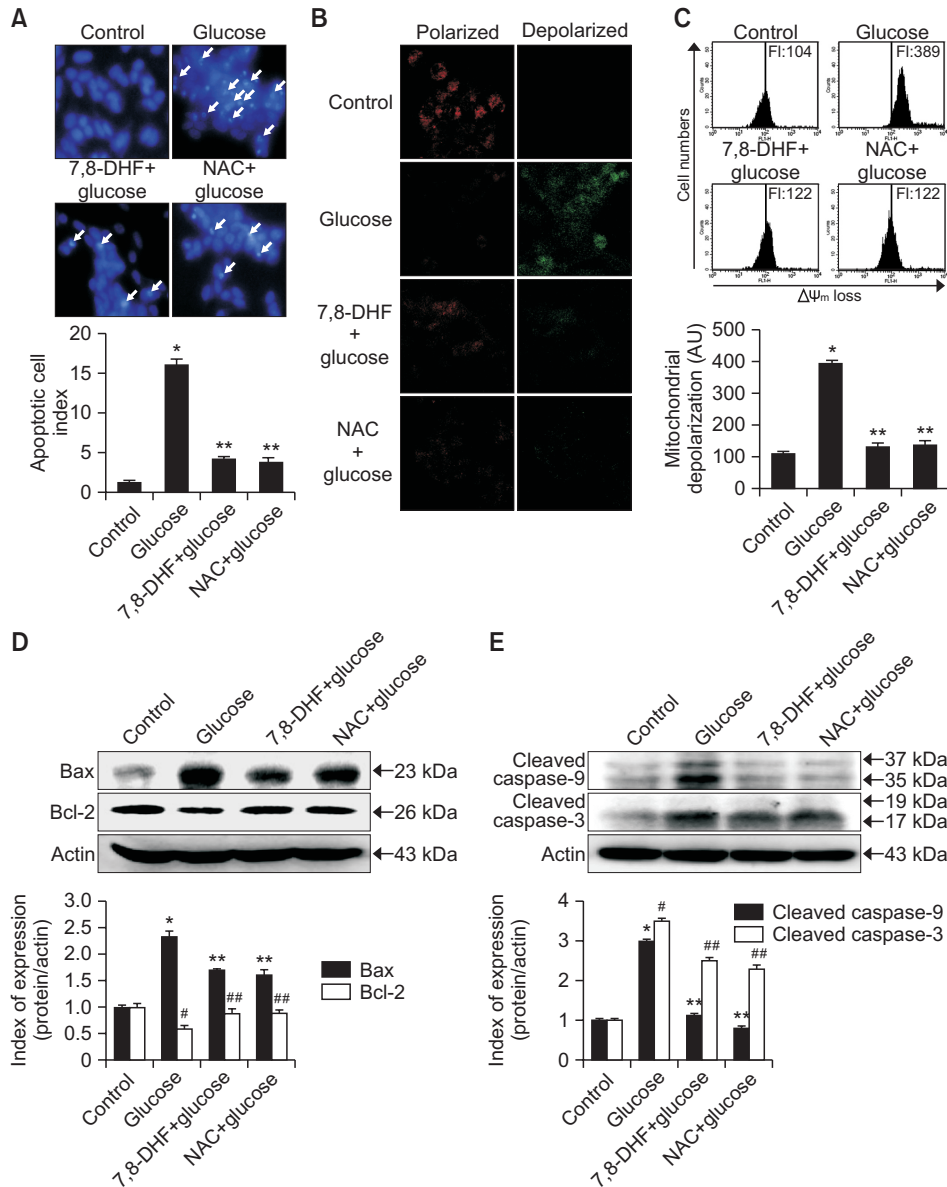 A
Control
Glucose
7,8-DHF+
glucose
NAC+
glucose
Apoptotic cell
index
20
15
10
5
0
*
**
**
Control
Glucose
7,8-DHF+glucose
NAC+glucose
B
Polarized
Depolarized
Control
Glucose
7,8-DHF
+
glucose
NAC
+
glucose
C
Control
Glucose
FI:104
FI:389
7,8-DHF+
glucose
NAC+
glucose
FI:122
FI:122
Cell numbers
Counts
FL1-H
ΔΨm loss
Mitochondrial
depolarization (AU)
500
400
300
200
100
0
*
**
**
Control
Glucose
7,8-DHF+glucose
NAC+glucose
D
Control
Glucose
7,8-DHF+glucose
NAC+glucose
Bax
23 kDa
Bcl-2
26 kDa
Actin
43 kDa
Index of expression
(protein/actin)
3.0
2.5
2.0
1.5
1.0
0.5
0
*
#
**
##
**
##
Bax
Bcl-2
Control
Glucose
7,8-DHF+glucose
NAC+glucose
E
Control
Glucose
7,8-DHF+glucose
NAC+glucose
Cleaved
caspase-9
37 kDa
35 kDa
Cleaved
caspase-3
19 kDa
17 kDa
Actin
43 kDa
Index of expression
(protein/actin)
4
3
2
1
0
*
#
**
##
**
##
Cleaved caspase-9
Cleaved caspase-3
Control
Glucose
7,8-DHF+glucose
NAC+glucose